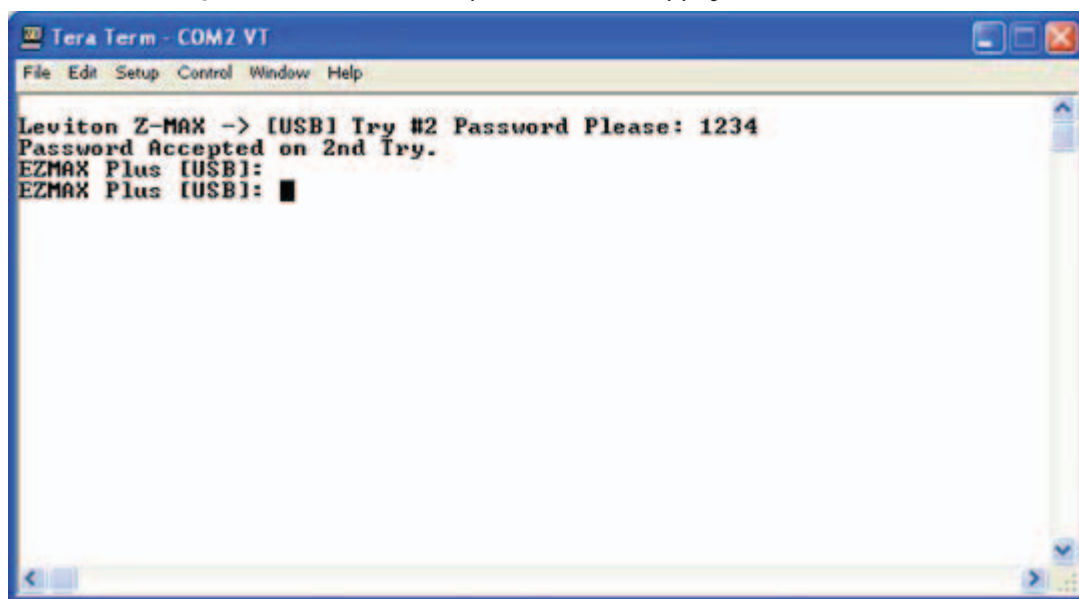 Tera Term - COM2 VT
File Edit Setup Control Window Help
Leviton Z-MAX -> [USB] Try #2 Password Please: 1234
Password Accepted on 2nd Try.
EZMAX Plus [USB]:
EZMAX Plus [USB]: